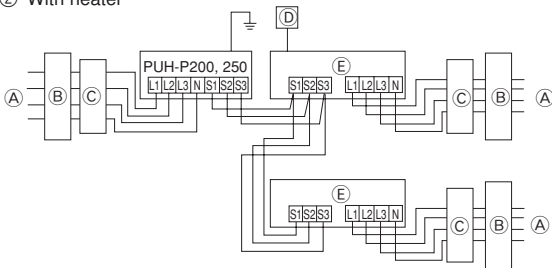 ② With heater
Ⓓ
PUH-P200, 250
Ⓔ
L1 L2 L3 N S1 S2 S3
S1 S2 S3 L1 L2 L3 N
Ⓐ Ⓑ Ⓒ
Ⓒ Ⓑ Ⓐ
Ⓔ
S1 S2 S3 L1 L2 L3 N
Ⓒ Ⓑ Ⓐ